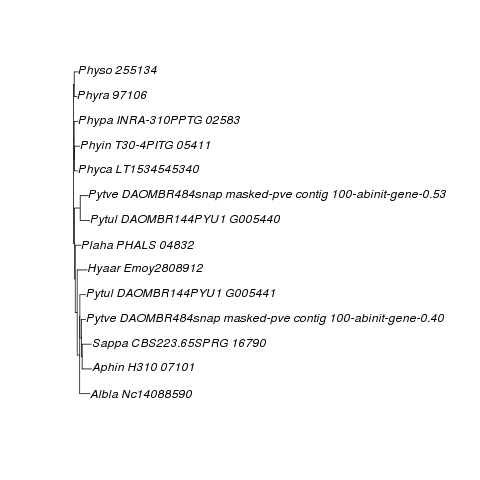 Physo 255134
Phyra 97106
Phypa INRA-310PPTG 02583
Phyin T30-4PITG 05411
Phyca LT1534545340
Pytve DAOMBR484snap masked-pve contig 100-abinit-gene-0.53
Pytul DAOMBR144PYU1 G005440
Plaha PHALS 04832
Hyaar Emoy2808912
Pytul DAOMBR144PYU1 G005441
Pytve DAOMBR484snap masked-pve contig 100-abinit-gene-0.40
Sappa CBS223.65SPRG 16790
Aphin H310 07101
Albla Nc14088590